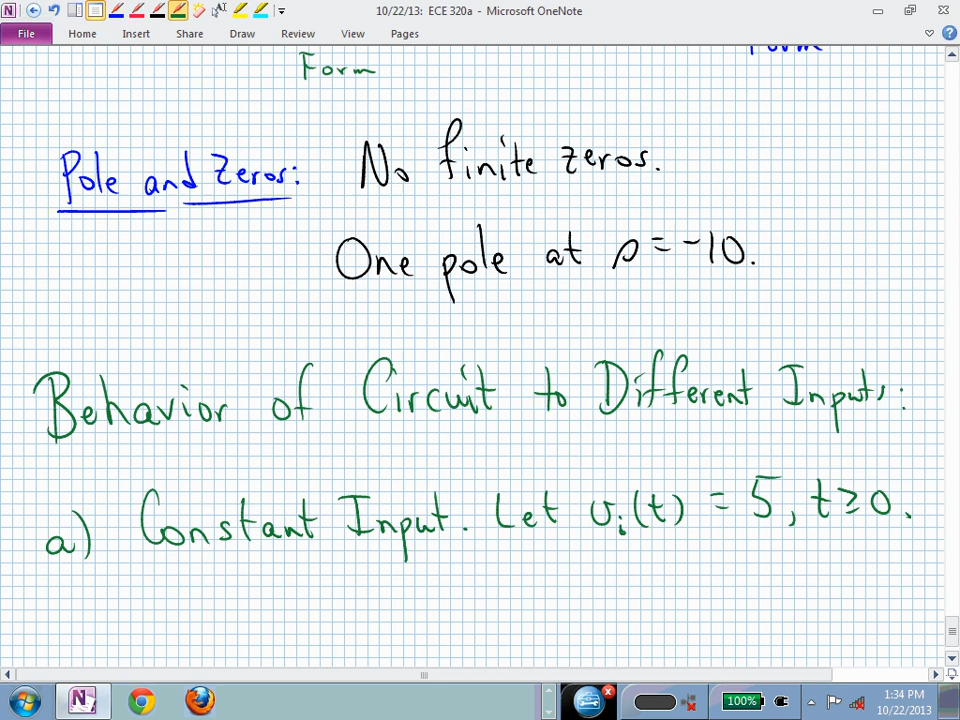 10/22/13: ECE 320a - Microsoft OneNote
File Home Insert Share Draw Review View Pages
Form
Form
Pole and Zeros: No finite zeros.
One pole at s = -10.
Behavior of Circuit to Different Inputs:
a) Constant Input. Let vᵢ(t) = 5, t ≥ 0.
100%
1:34 PM
10/22/2013